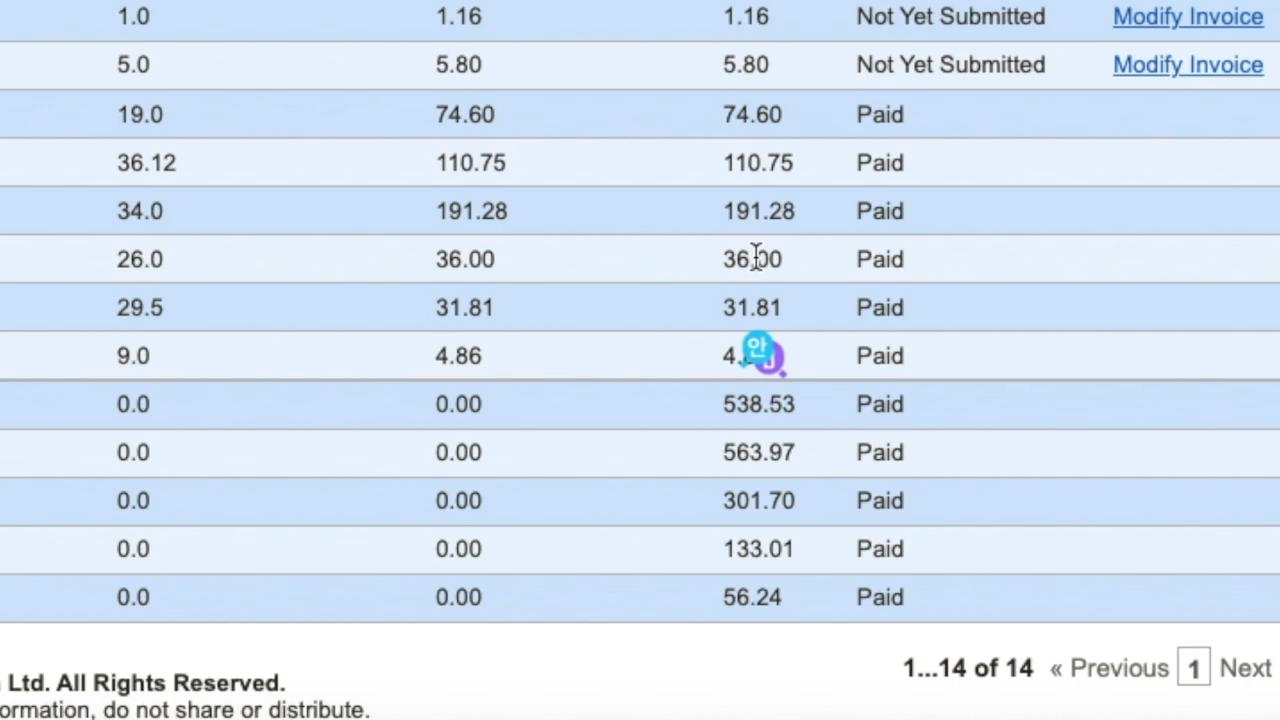 1.0 1.16 1.16 Not Yet Submitted Modify Invoice
5.0 5.80 5.80 Not Yet Submitted Modify Invoice
19.0 74.60 74.60 Paid
36.12 110.75 110.75 Paid
34.0 191.28 191.28 Paid
26.0 36.00 36.00 Paid
29.5 31.81 31.81 Paid
9.0 4.86 안 Paid
0.0 0.00 538.53 Paid
0.0 0.00 563.97 Paid
0.0 0.00 301.70 Paid
0.0 0.00 133.01 Paid
0.0 0.00 56.24 Paid
1...14 of 14 « Previous 1 Next
Ltd. All Rights Reserved.
ormation, do not share or distribute.